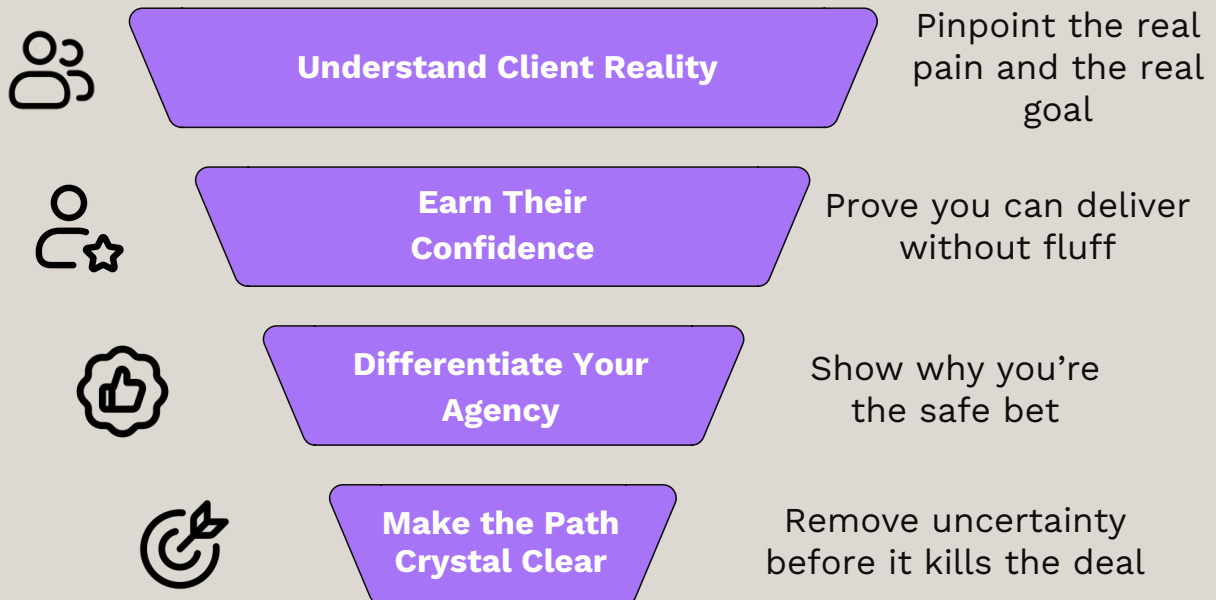 Understand Client Reality
Pinpoint the real
pain and the real
goal
Earn Their
Confidence
Prove you can deliver
without fluff
Differentiate Your
Agency
Show why you’re
the safe bet
Make the Path
Crystal Clear
Remove uncertainty
before it kills the deal